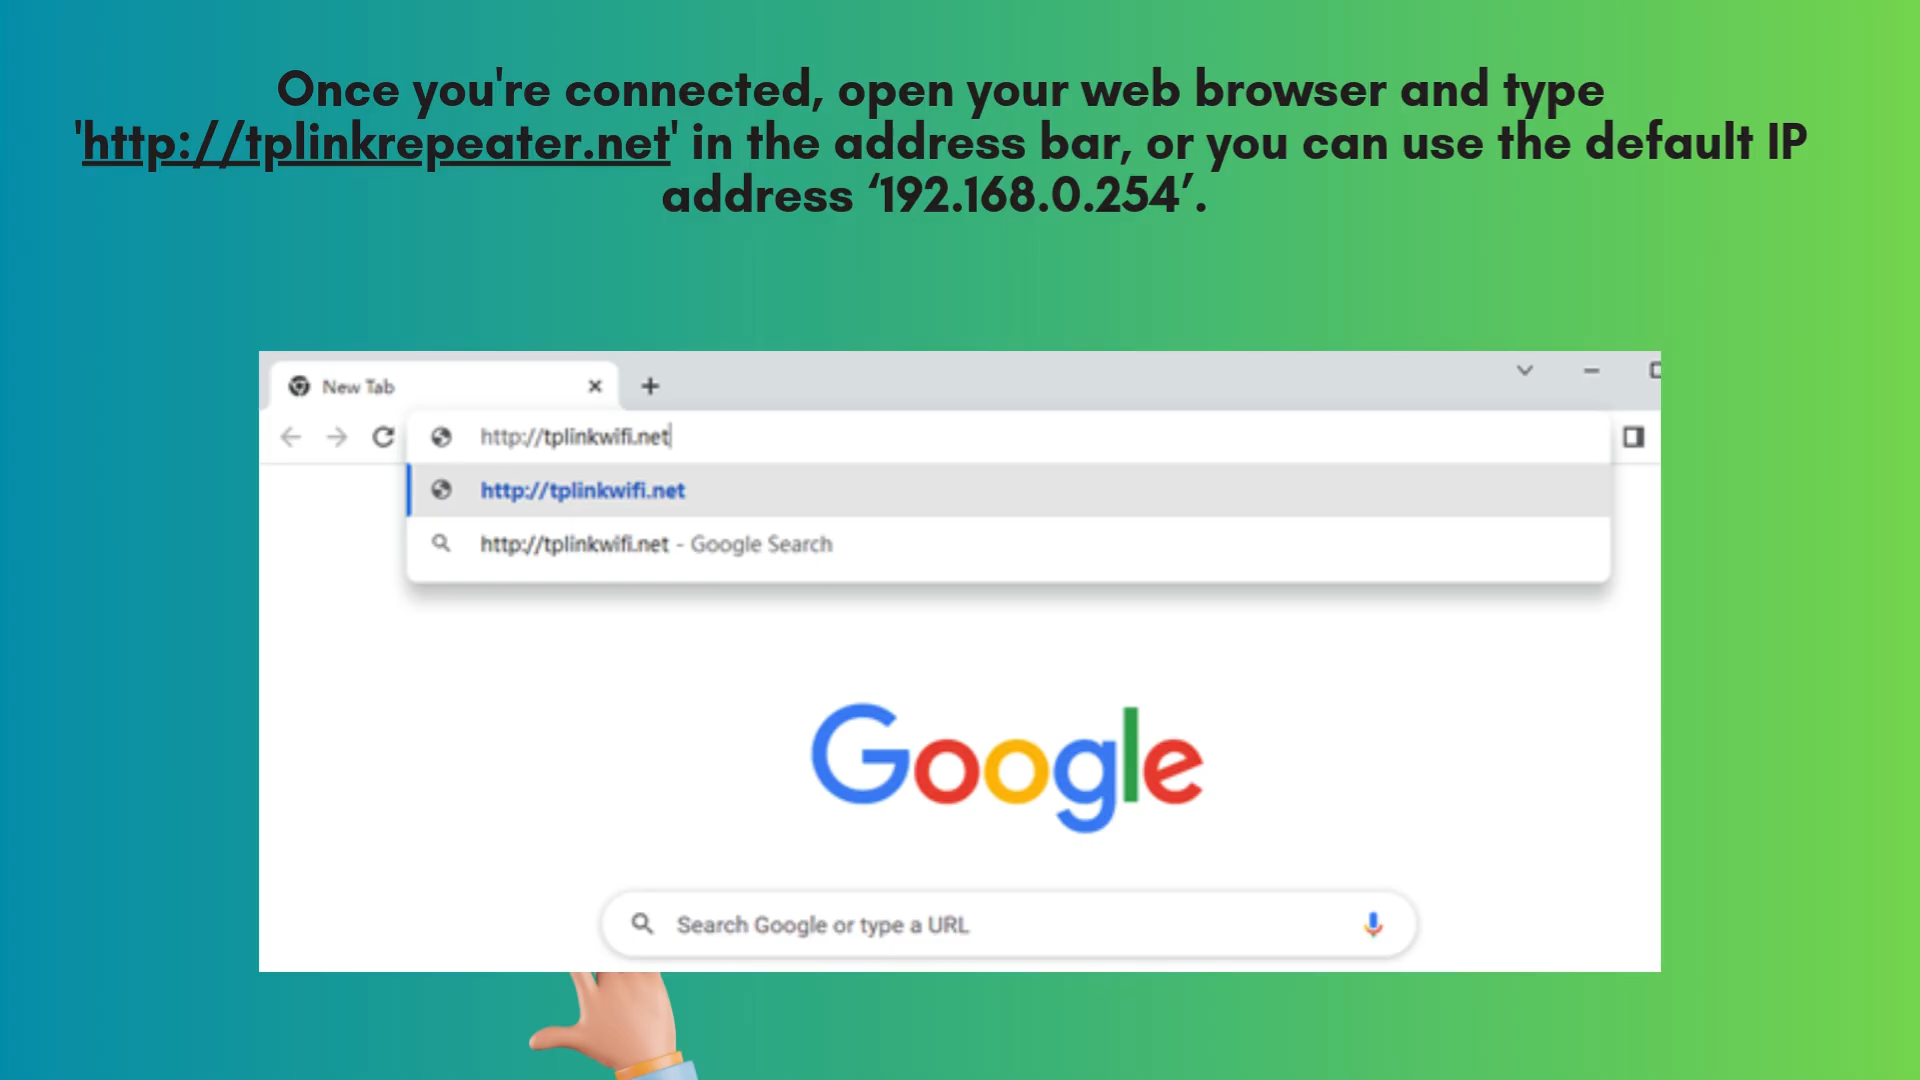 Once you're connected, open your web browser and type
'http://tplinkrepeater.net' in the address bar, or you can use the default IP
address ‘192.168.0.254’.
New Tab
http://tplinkwifi.net
http://tplinkwifi.net
http://tplinkwifi.net - Google Search
Google
Search Google or type a URL